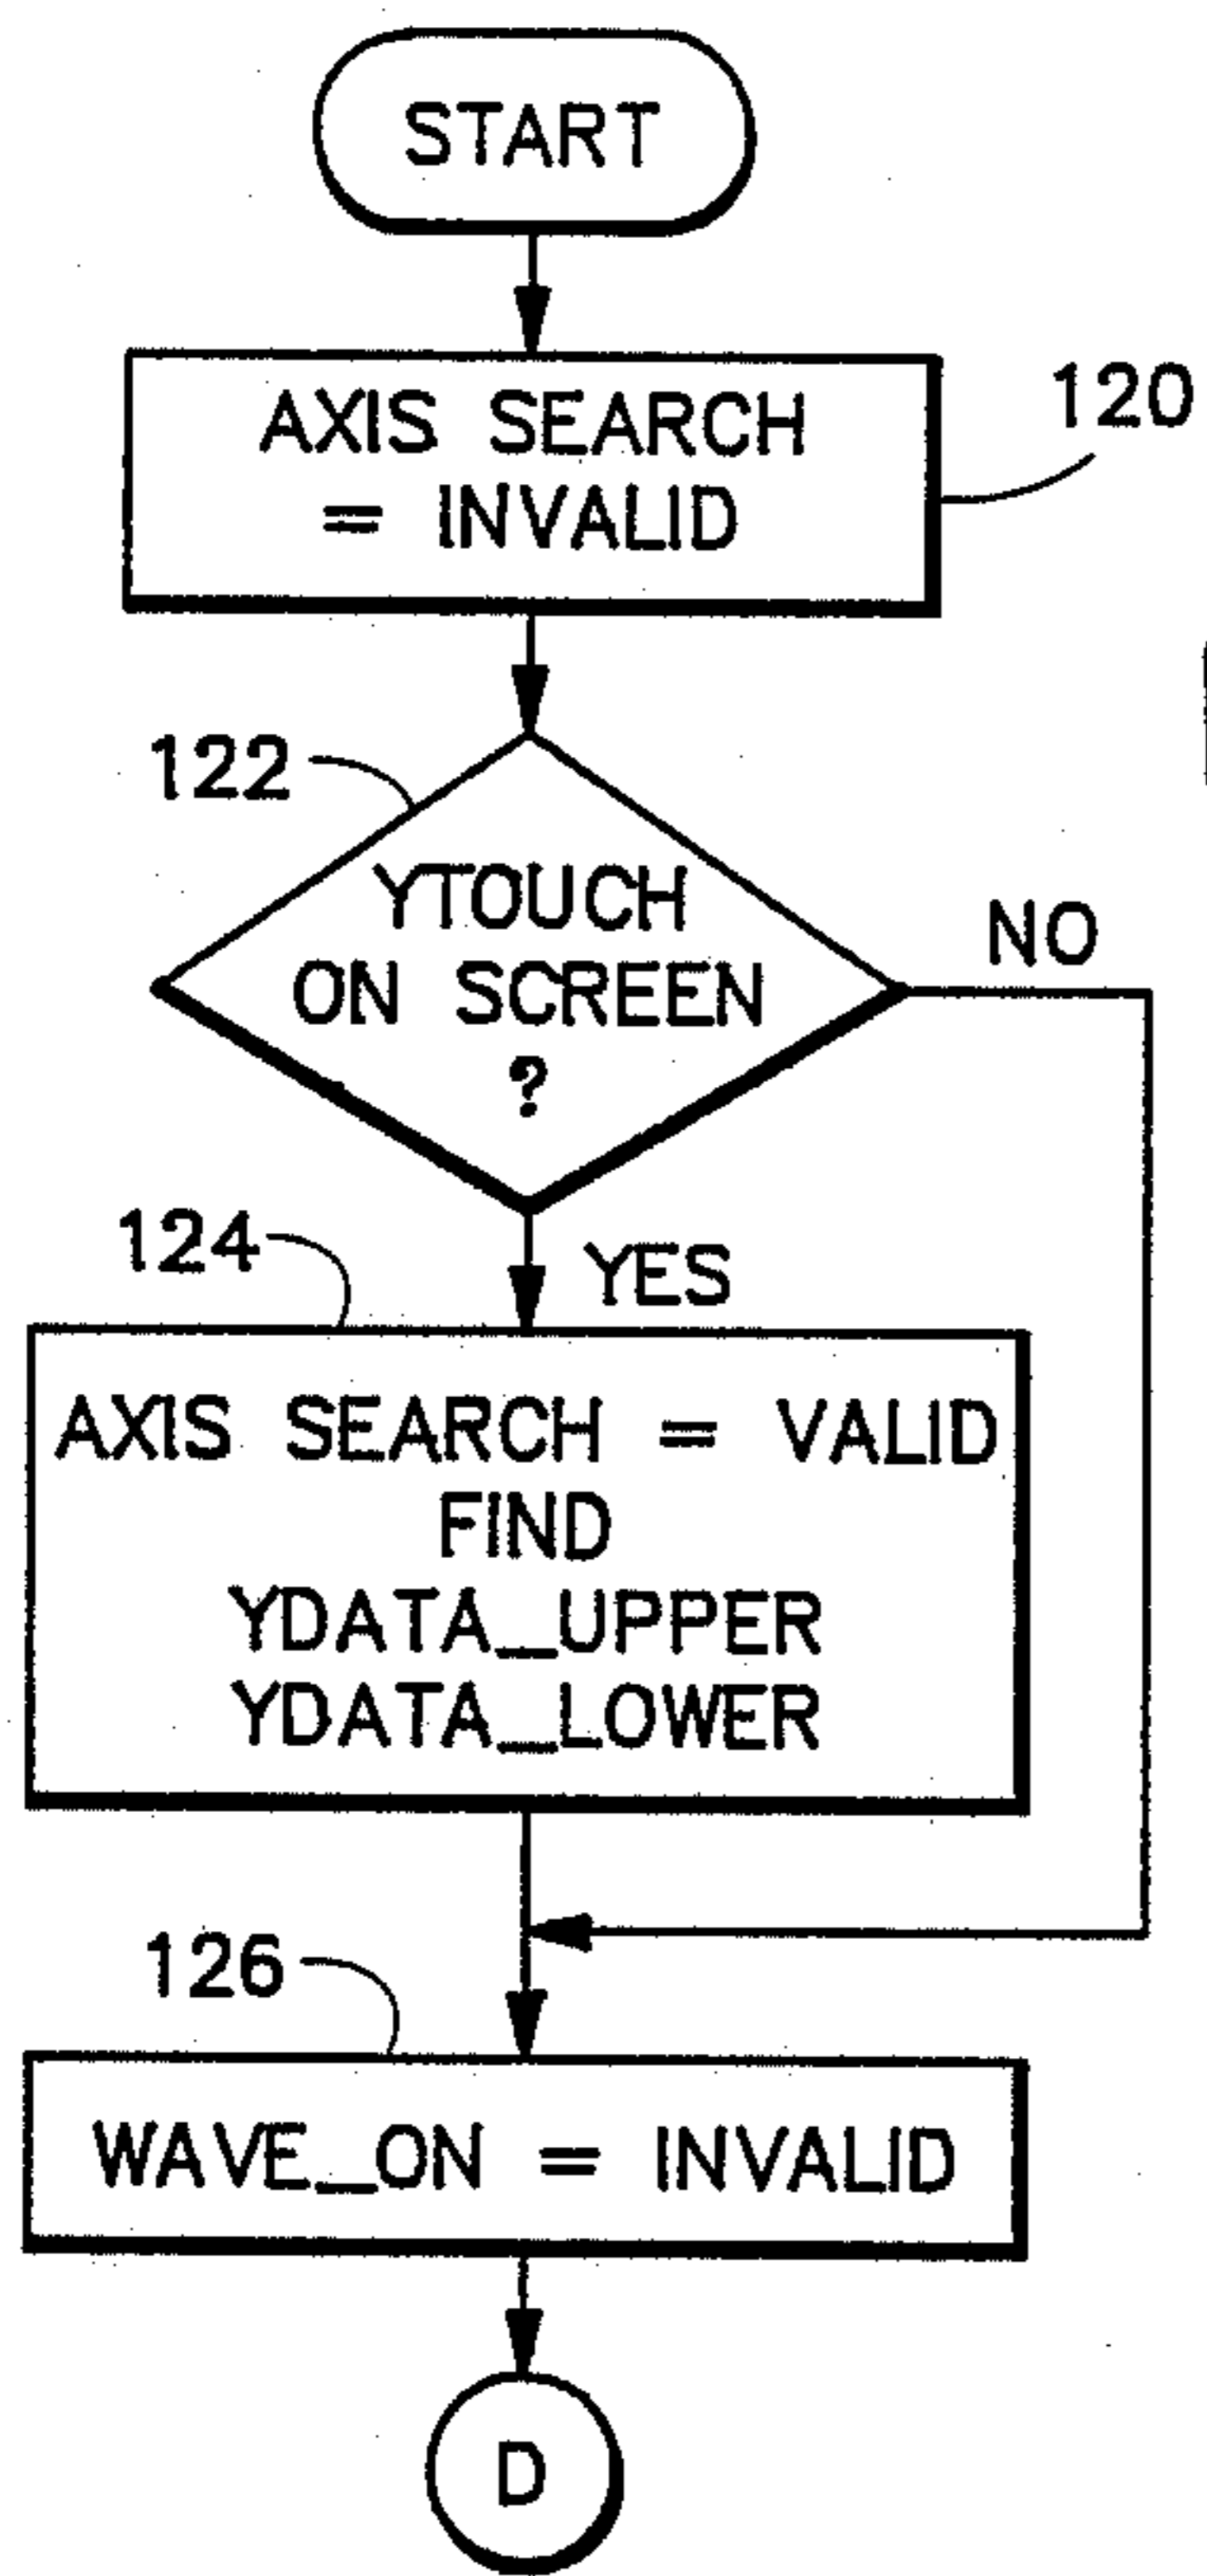 START
AXIS SEARCH
= INVALID
120
122
YTOUCH
ON SCREEN
?
NO
YES
124
AXIS SEARCH = VALID
FIND
YDATA_UPPER
YDATA_LOWER
126
WAVE_ON = INVALID
D